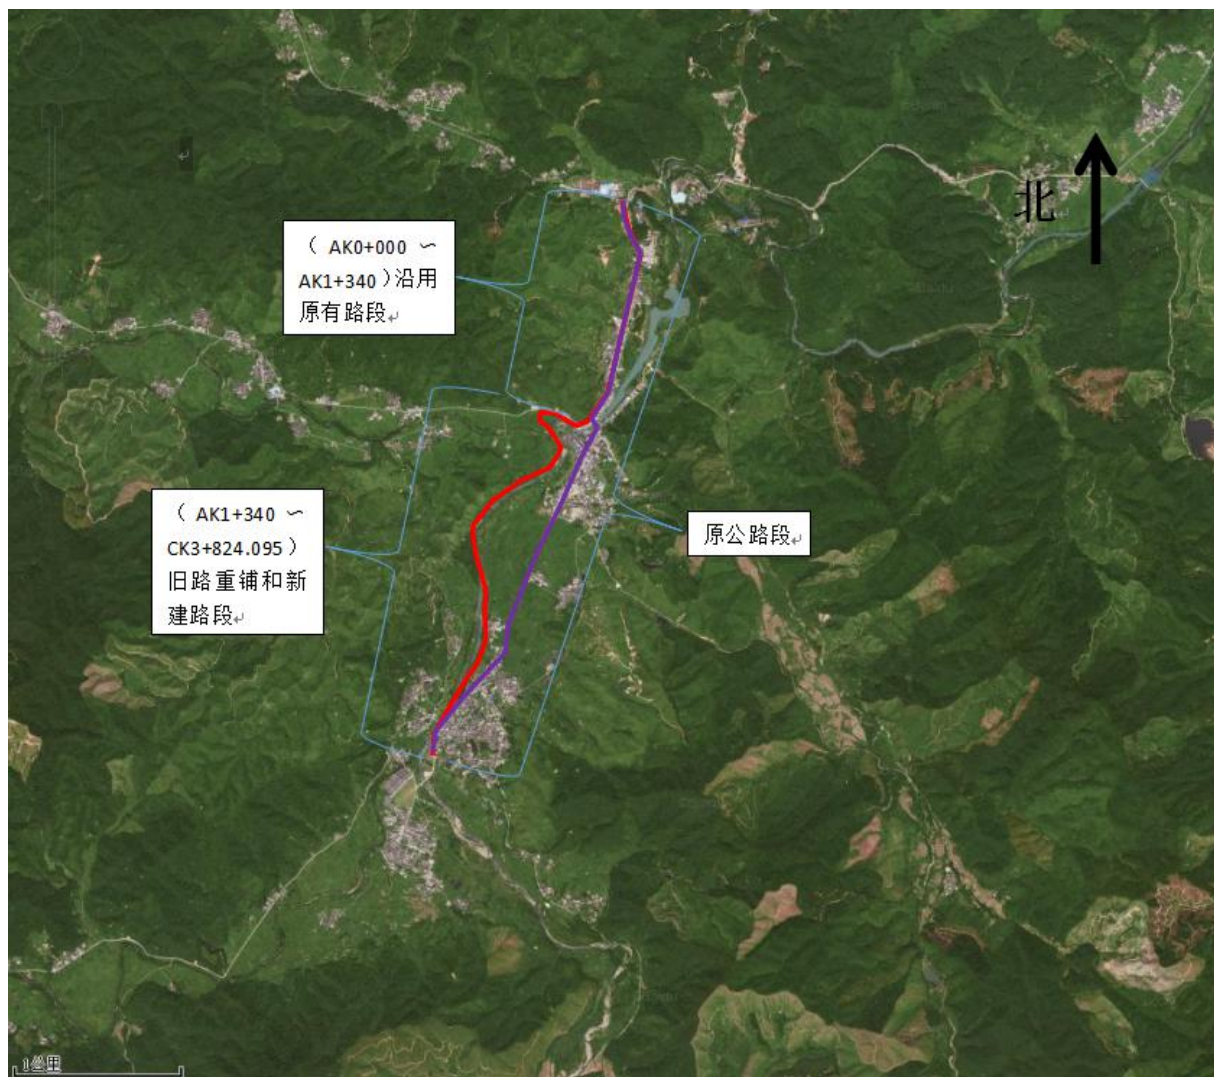 北
（ AK0+000 ～
AK1+340 ）沿用
原有路段
（ AK1+340 ～
CK3+824.095 ）
旧路重铺和新
建路段
原公路段
1公里